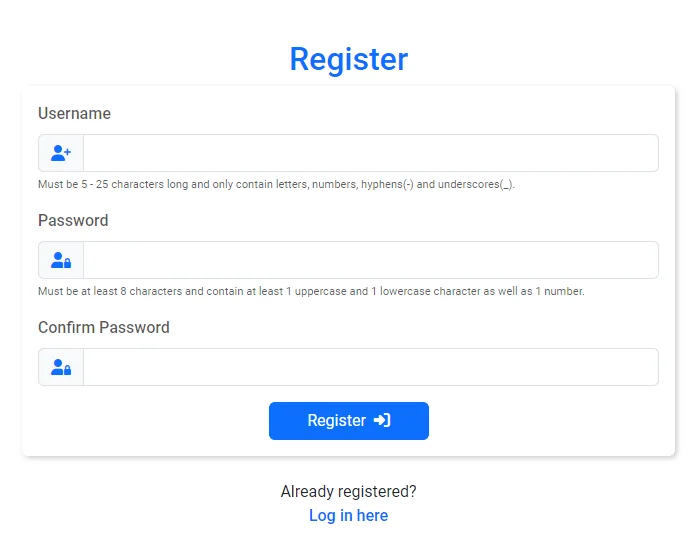 Register
Username
Must be 5 - 25 characters long and only contain letters, numbers, hyphens(-) and underscores(_).
Password
Must be at least 8 characters and contain at least 1 uppercase and 1 lowercase character as well as 1 number.
Confirm Password
Register
Already registered?
Log in here